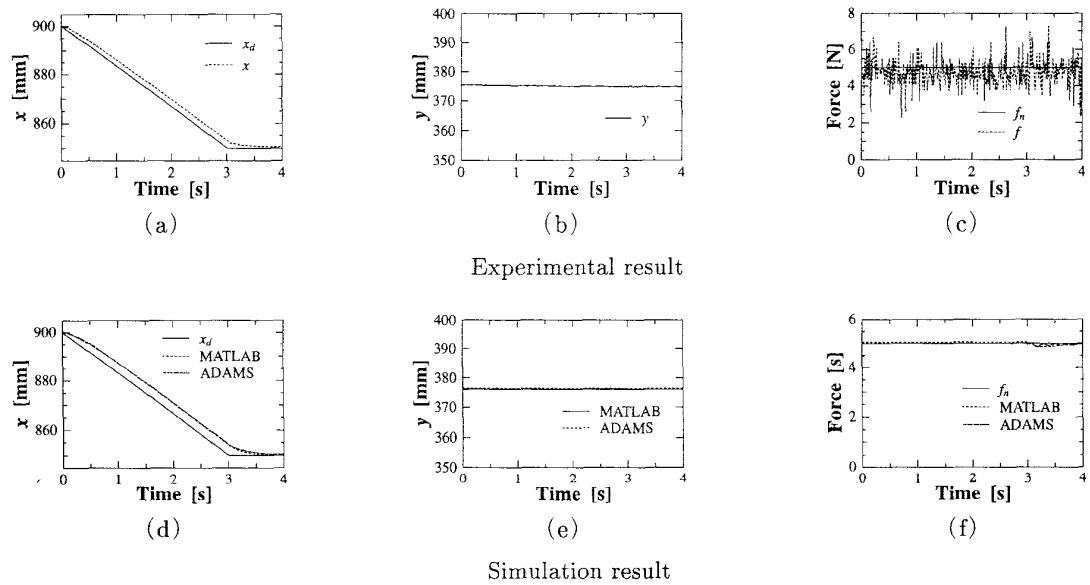 900
880
860
x [mm]
x_d
x
0 1 2 3 4
Time [s]
(a)
400
390
380
370
360
350
y [mm]
y
0 1 2 3 4
Time [s]
(b)
8
6
4
2
0
Force [N]
f_n
f
0 1 2 3 4
Time [s]
(c)
Experimental result
900
880
860
x [mm]
x_d
MATLAB
ADAMS
0 1 2 3 4
Time [s]
(d)
400
390
380
370
360
350
y [mm]
MATLAB
ADAMS
0 1 2 3 4
Time [s]
(e)
6
4
2
0
Force [s]
f_n
MATLAB
ADAMS
0 1 2 3 4
Time [s]
(f)
Simulation result